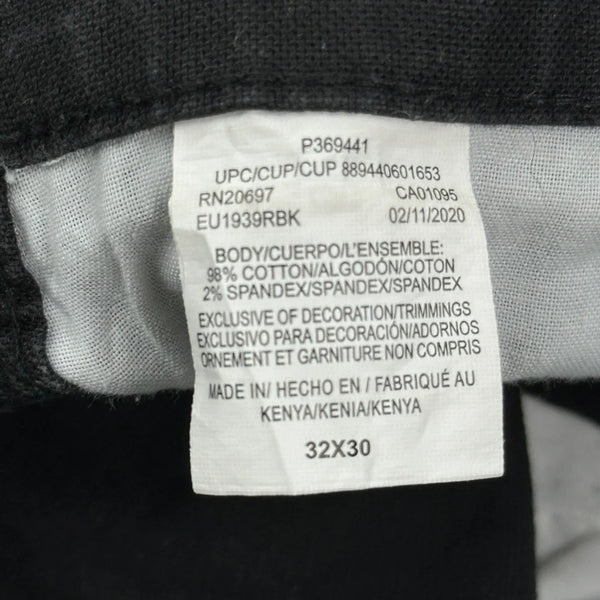 P369441
UPC/CUP/CUP 889440601653
RN20697 CA01095
EU1939RBK 02/11/2020
BODY/CUERPO/L'ENSEMBLE:
98% COTTON/ALGODÓN/COTON
2% SPANDEX/SPANDEX/SPANDEX
EXCLUSIVE OF DECORATION/TRIMMINGS
EXCLUSIVO PARA DECORACIÓN/ADORNOS
ORNEMENT ET GARNITURE NON COMPRIS
MADE IN/ HECHO EN / FABRIQUÉ AU
KENYA/KENIA/KENYA
32X30